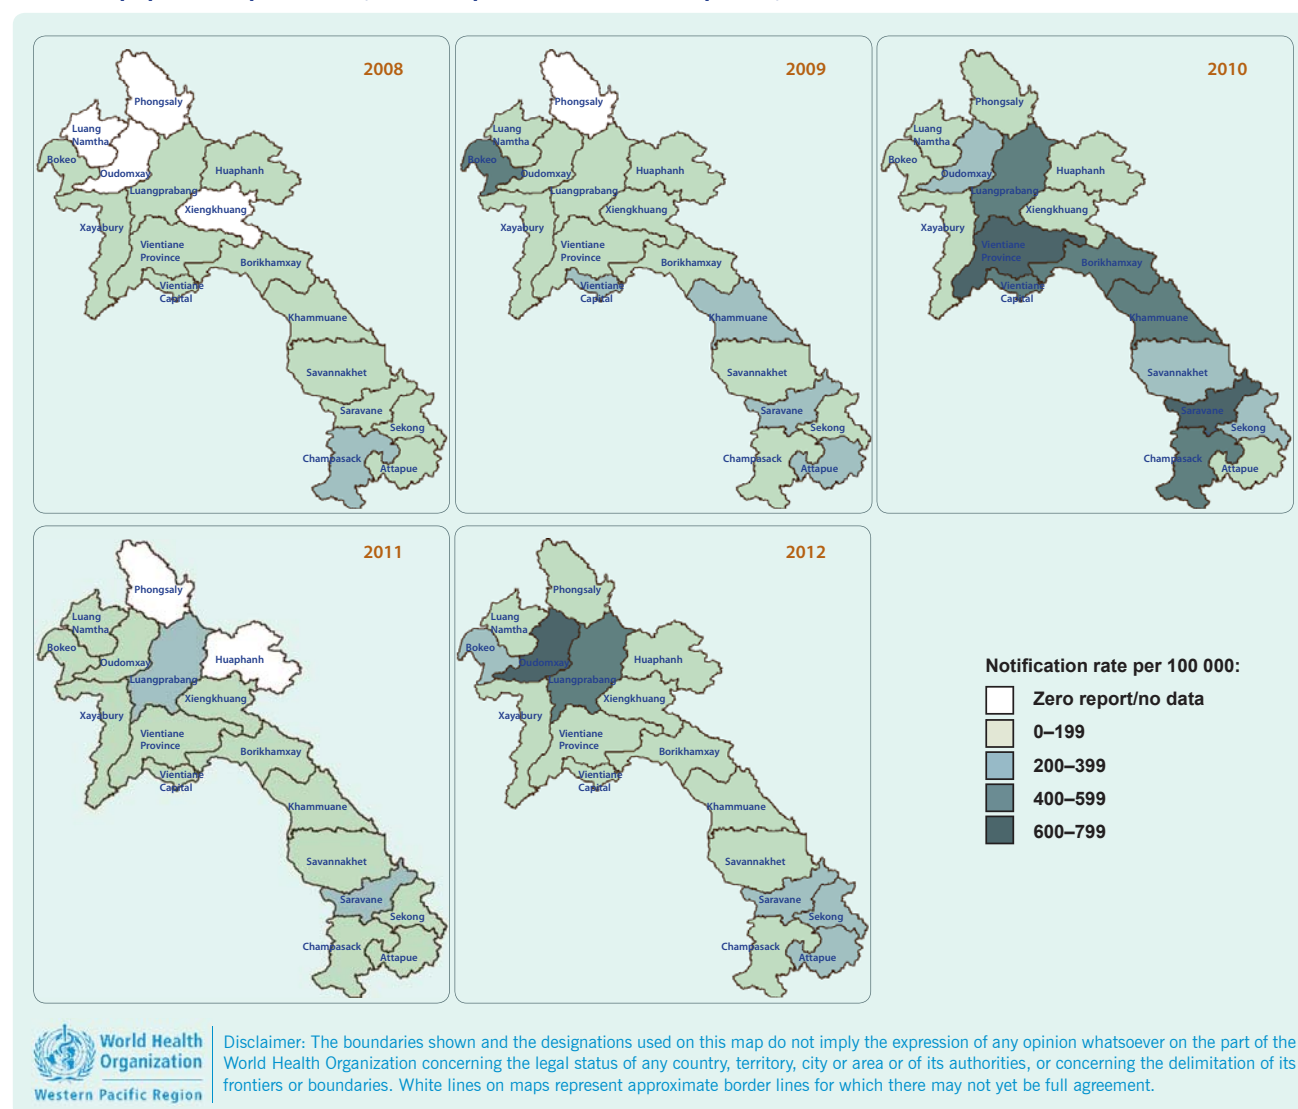 2008
Phongsaly
Luang
Namtha
Bokeo
Oudomxay
Huaphanh
Luangprabang
Xiengkhuang
Xayabury
Vientiane
Province
Borikhamxay
Vientiane
Capital
Khammuane
Savannakhet
Saravane
Sekong
Champasack
Attapue
2009
Phongsaly
Luang
Namtha
Bokeo
Oudomxay
Huaphanh
Luangprabang
Xiengkhuang
Xayabury
Vientiane
Province
Borikhamxay
Vientiane
Capital
Khammuane
Savannakhet
Saravane
Sekong
Champasack
Attapue
2010
Phongsaly
Luang
Namtha
Bokeo
Oudomxay
Huaphanh
Luangprabang
Xiengkhuang
Xayabury
Vientiane
Province
Borikhamxay
Vientiane
Capital
Khammuane
Savannakhet
Saravane
Sekong
Champasack
Attapue
2011
Phongsaly
Luang
Namtha
Bokeo
Oudomxay
Huaphanh
Luangprabang
Xiengkhuang
Xayabury
Vientiane
Province
Borikhamxay
Vientiane
Capital
Khammuane
Savannakhet
Saravane
Sekong
Champasack
Attapue
2012
Phongsaly
Luang
Namtha
Bokeo
Oudomxay
Huaphanh
Luangprabang
Xiengkhuang
Xayabury
Vientiane
Province
Borikhamxay
Vientiane
Capital
Khammuane
Savannakhet
Saravane
Sekong
Champasack
Attapue
Notification rate per 100 000:
Zero report/no data
0–199
200–399
400–599
600–799
World Health
Organization
Western Pacific Region
Disclaimer: The boundaries shown and the designations used on this map do not imply the expression of any opinion whatsoever on the part of the
World Health Organization concerning the legal status of any country, territory, city or area or of its authorities, or concerning the delimitation of its
frontiers or boundaries. White lines on maps represent approximate border lines for which there may not yet be full agreement.